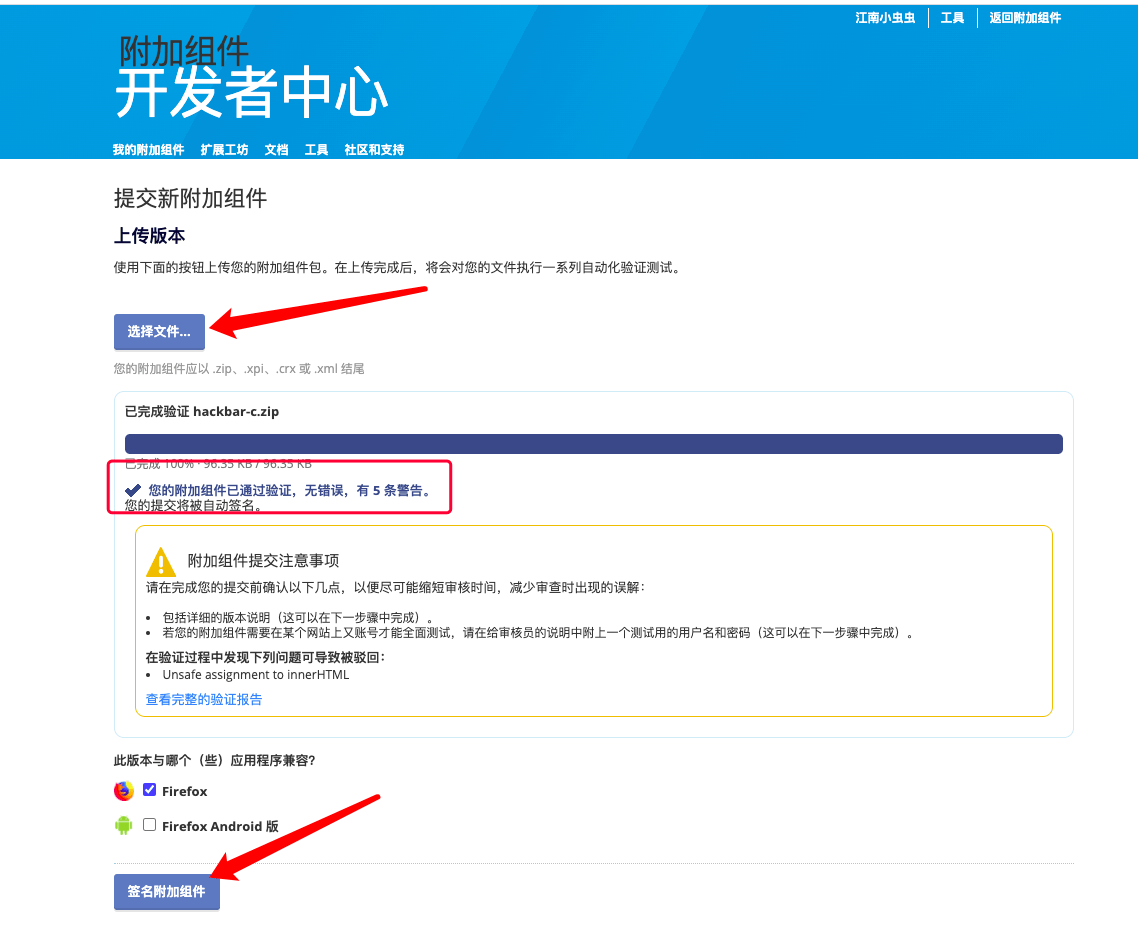 江南小虫虫 工具 返回附加组件
附加组件
开发者中心
我的附加组件 扩展工坊 文档 工具 社区和支持
提交新附加组件
上传版本
使用下面的按钮上传您的附加组件包。在上传完成后，将会对您的文件执行一系列自动化验证测试。
选择文件...
您的附加组件应以 .zip、.xpi、.crx 或 .xml 结尾
已完成验证 hackbar-c.zip
已完成 100% · 96.35 KB / 96.35 KB
您的附加组件已通过验证，无错误，有 5 条警告。
您的提交将被自动签名。
附加组件提交注意事项
请在完成您的提交前确认以下几点，以便尽可能缩短审核时间，减少审查时出现的误解：
包括详细的版本说明（这可以在下一步骤中完成）。
若您的附加组件需要在某个网站上又账号才能全面测试，请在给审核员的说明中附上一个测试用的用户名和密码（这可以在下一步骤中完成）。
在验证过程中发现下列问题可导致被驳回：
Unsafe assignment to innerHTML
查看完整的验证报告
此版本与哪个（些）应用程序兼容?
Firefox
Firefox Android 版
签名附加组件